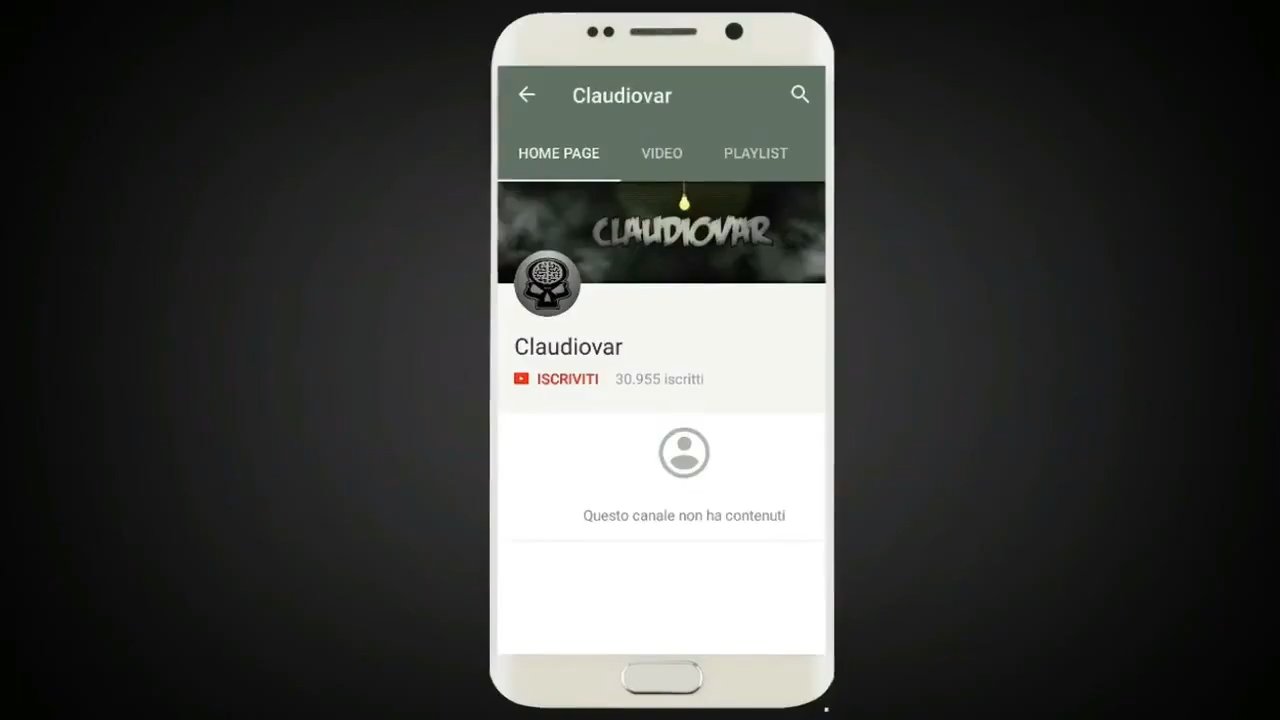 Claudiovar
HOME PAGE VIDEO PLAYLIST
CLAUDIOVAR
Claudiovar
ISCRIVITI 30.955 iscritti
Questo canale non ha contenuti